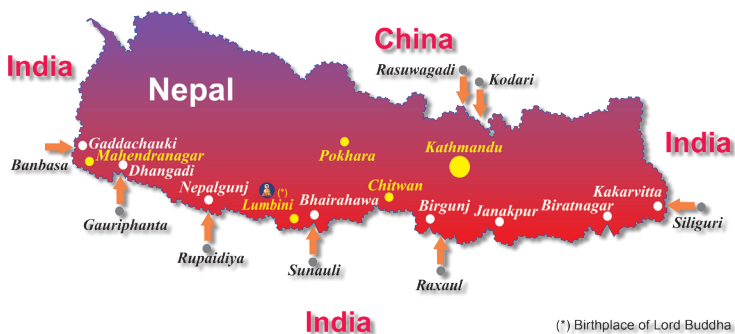 China
India
Rasuwagadi
Kodari
Nepal
India
Gaddachauki
Banbasa
Mahendranagar
Dhangadi
Pokhara
Kathmandu
Nepalgunj
(*)
Lumbini
Bhairahawa
Chitwan
Birgunj
Janakpur
Biratnagar
Kakarvitta
Siliguri
Gauriphanta
Rupaidiya
Sunauli
Raxaul
India
(*) Birthplace of Lord Buddha